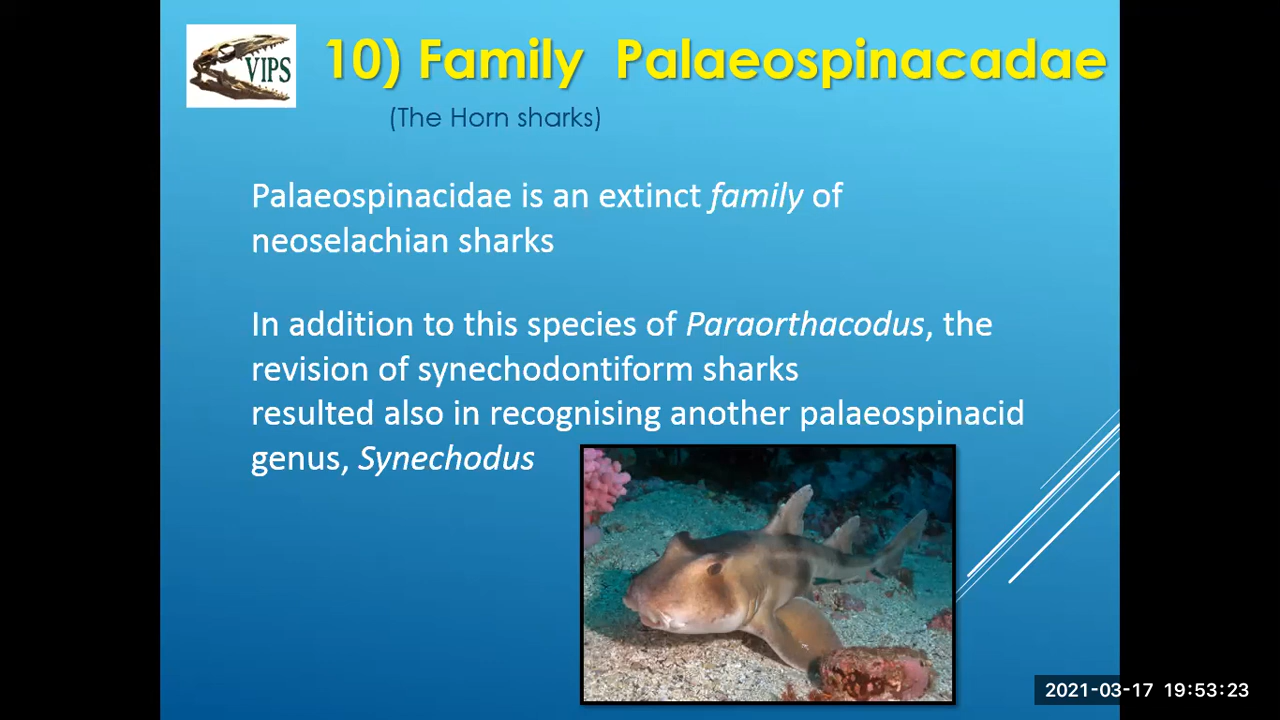 VIPS
10) Family Palaeospinacadae
(The Horn sharks)
Palaeospinacidae is an extinct family of
neoselachian sharks
In addition to this species of Paraorthacodus, the
revision of synechodontiform sharks
resulted also in recognising another palaeospinacid
genus, Synechodus
2021-03-17 19:53:23